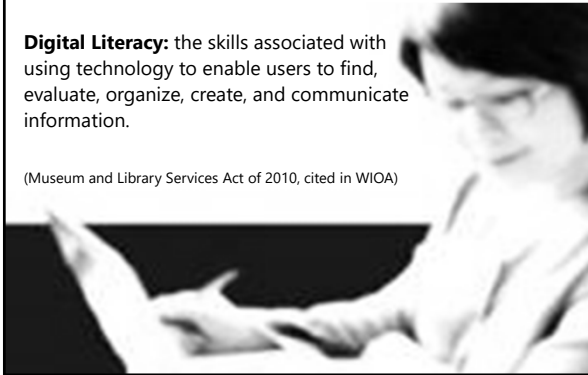 Digital Literacy: the skills associated with
using technology to enable users to find,
evaluate, organize, create, and communicate
information.
(Museum and Library Services Act of 2010, cited in WIOA)